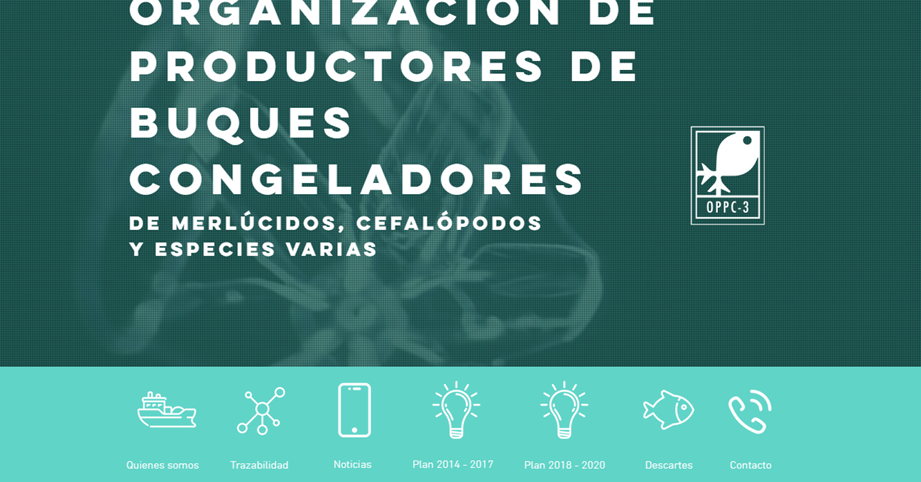 ORGANIZACIÓN DE
PRODUCTORES DE
BUQUES
CONGELADORES
DE MERLÚCIDOS, CEFALÓPODOS
Y ESPECIES VARIAS
OPPC-3
Quienes somos
Trazabilidad
Noticias
Plan 2014 - 2017
Plan 2018 - 2020
Descartes
Contacto